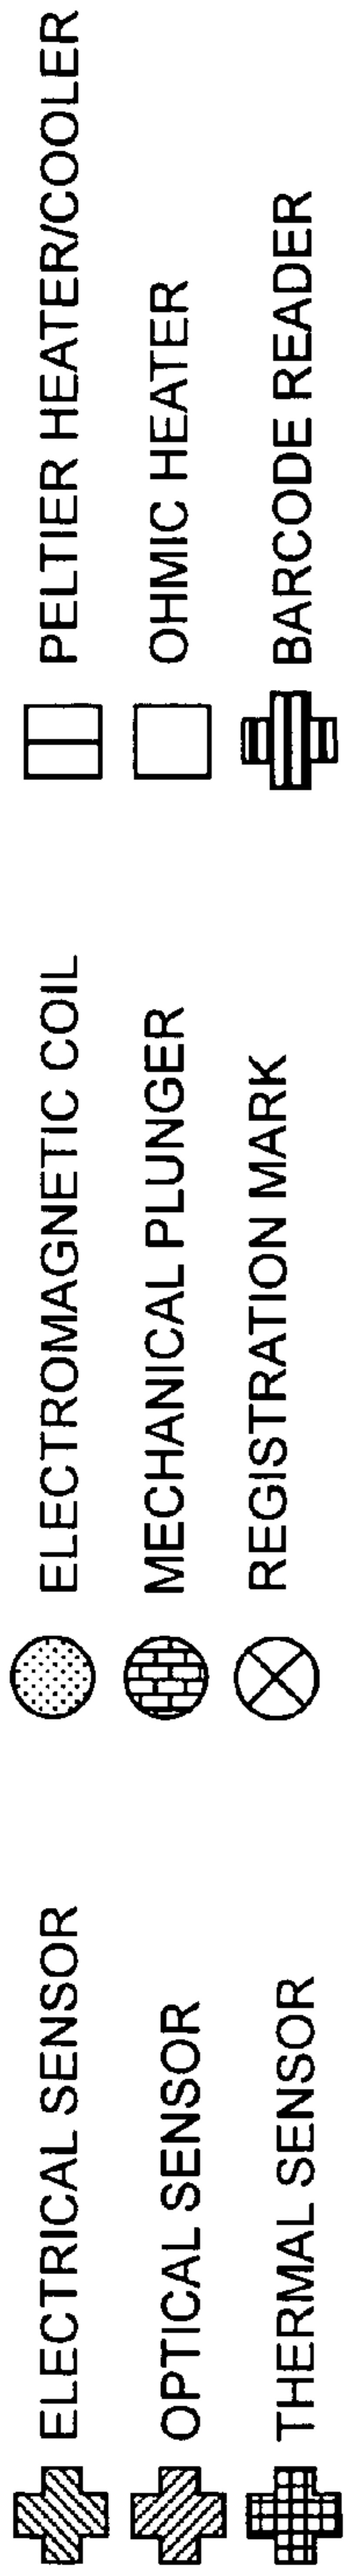 ELECTRICAL SENSOR
OPTICAL SENSOR
THERMAL SENSOR
ELECTROMAGNETIC COIL
MECHANICAL PLUNGER
REGISTRATION MARK
PELTIER HEATER/COOLER
OHMIC HEATER
BARCODE READER